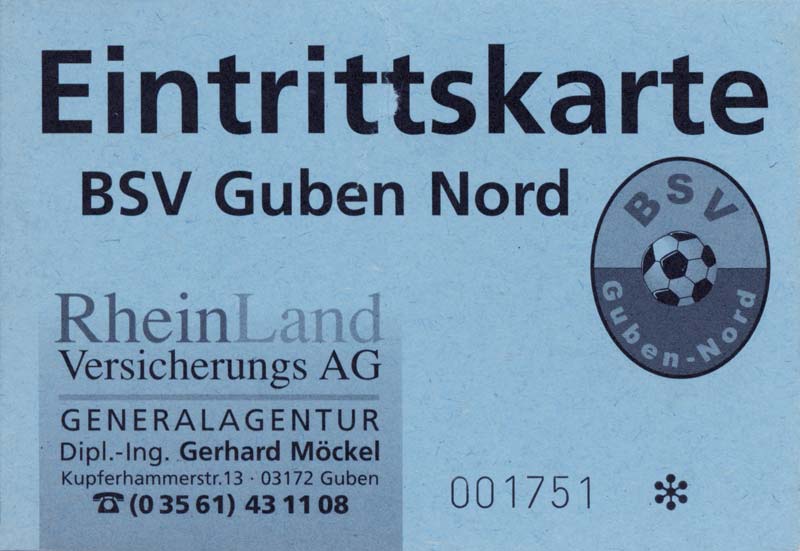 Eintrittskarte
BSV Guben Nord
BSV
Guben-Nord
RheinLand
Versicherungs AG
GENERALAGENTUR
Dipl.-Ing. Gerhard Möckel
Kupferhammerstr.13 · 03172 Guben
☎ (0 35 61) 43 11 08
001751 ✻